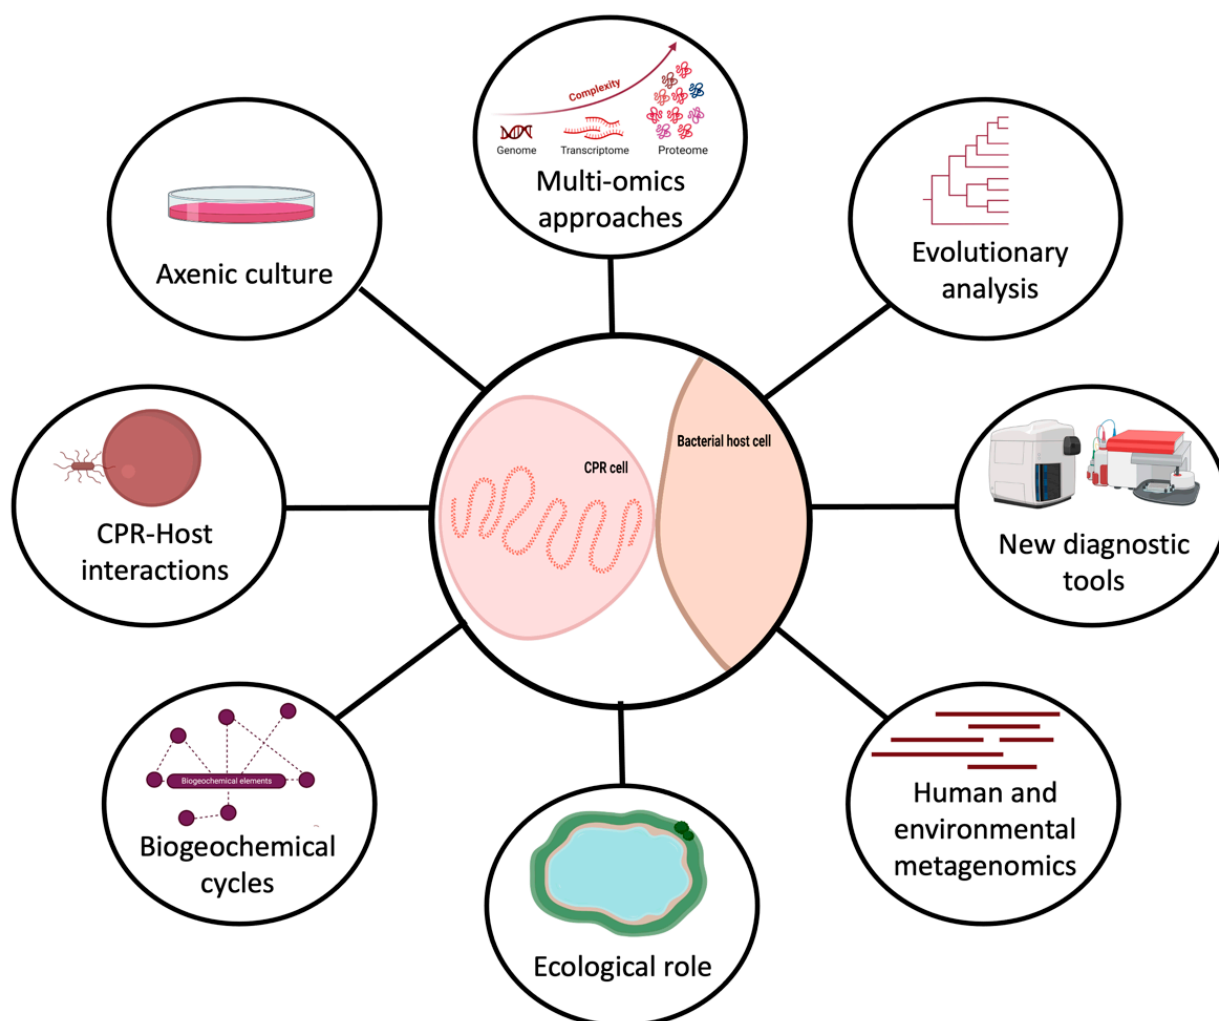 Complexity
Genome
Transcriptome
Proteome
Multi-omics
approaches
Axenic culture
Evolutionary
analysis
CPR cell
Bacterial host cell
CPR-Host
interactions
New diagnostic
tools
Biogeochemical elements
Biogeochemical
cycles
Human and
environmental
metagenomics
Ecological role